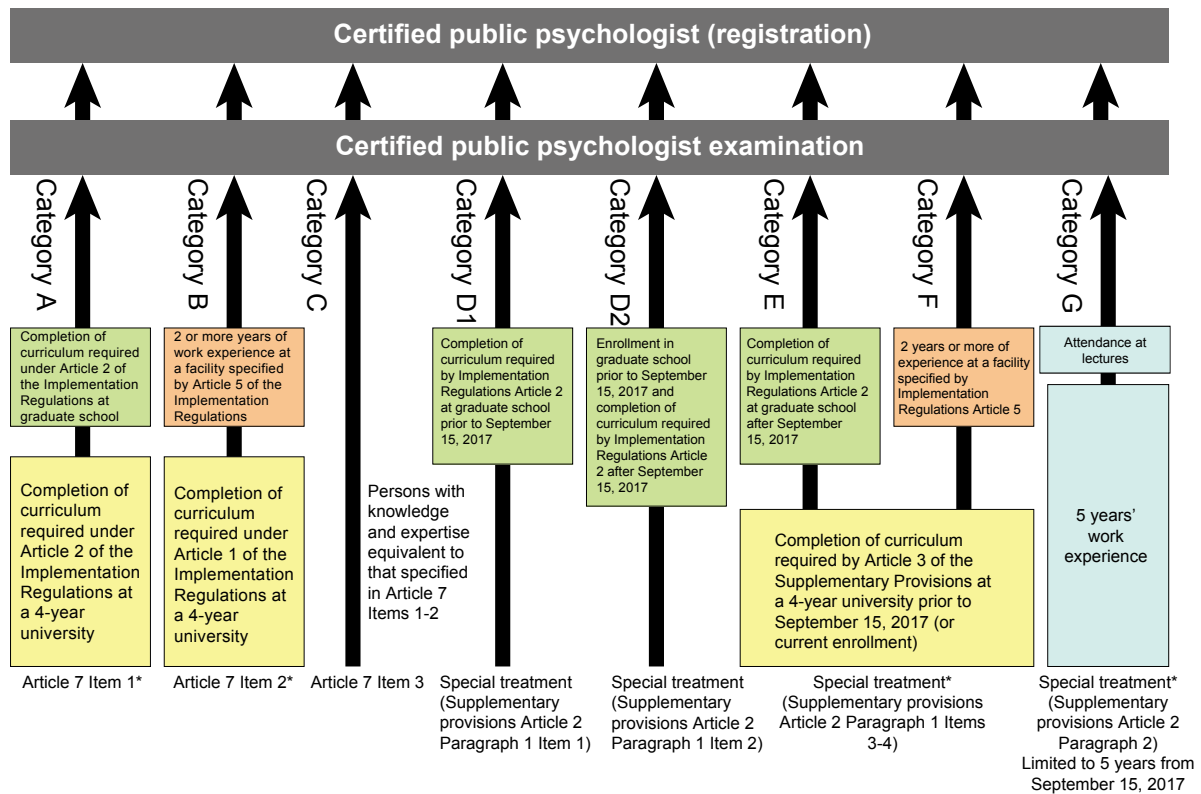 Certified public psychologist (registration)
Certified public psychologist examination
Category A
Category B
Category C
Category D1
Category D2
Category E
Category F
Category G
Completion of
curriculum required
under Article 2 of
the Implementation
Regulations at
graduate school
2 or more years of
work experience at
a facility specified
by Article 5 of the
Implementation
Regulations
Completion of
curriculum required
by Implementation
Regulations Article 2
at graduate school
prior to September
15, 2017
Enrollment in
graduate school
prior to September
15, 2017 and
completion of
curriculum required
by Implementation
Regulations Article
2 after September
15, 2017
Completion of
curriculum required
by Implementation
Regulations Article 2
at graduate school
after September
15, 2017
2 years or more of
experience at a facility
specified by
Implementation
Regulations Article 5
Attendance at
lectures
Completion of
curriculum
required under
Article 2 of the
Implementation
Regulations at
a 4-year
university
Completion of
curriculum
required under
Article 1 of the
Implementation
Regulations at
a 4-year
university
Persons with
knowledge
and expertise
equivalent to
that specified
in Article 7
Items 1-2
Completion of curriculum
required by Article 3 of the
Supplementary Provisions at
a 4-year university prior to
September 15, 2017 (or
current enrollment)
5 years’
work
experience
Article 7 Item 1*
Article 7 Item 2*
Article 7 Item 3
Special treatment
(Supplementary
provisions Article 2
Paragraph 1 Item 1)
Special treatment
(Supplementary
provisions Article 2
Paragraph 1 Item 2)
Special treatment*
(Supplementary provisions
Article 2 Paragraph 1 Items
3-4)
Special treatment*
(Supplementary
provisions Article 2
Paragraph 2)
Limited to 5 years from
September 15, 2017